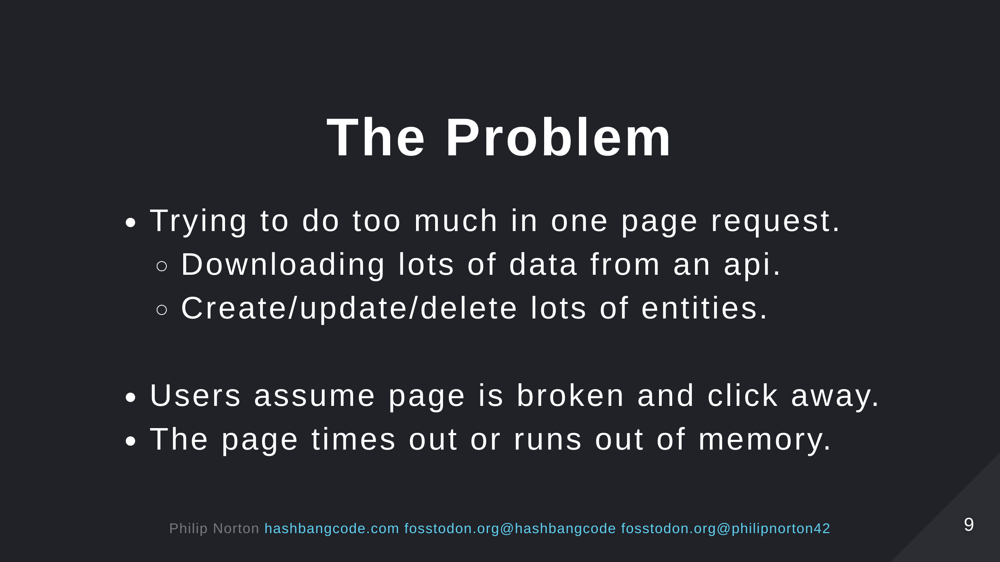 The Problem
Trying to do too much in one page request.
Downloading lots of data from an api.
Create/update/delete lots of entities.
Users assume page is broken and click away.
The page times out or runs out of memory.
Philip Norton hashbangcode.com fosstodon.org@hashbangcode fosstodon.org@philipnorton42
9